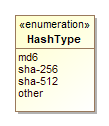 «enumeration»
HashType
md6
sha-256
sha-512
other